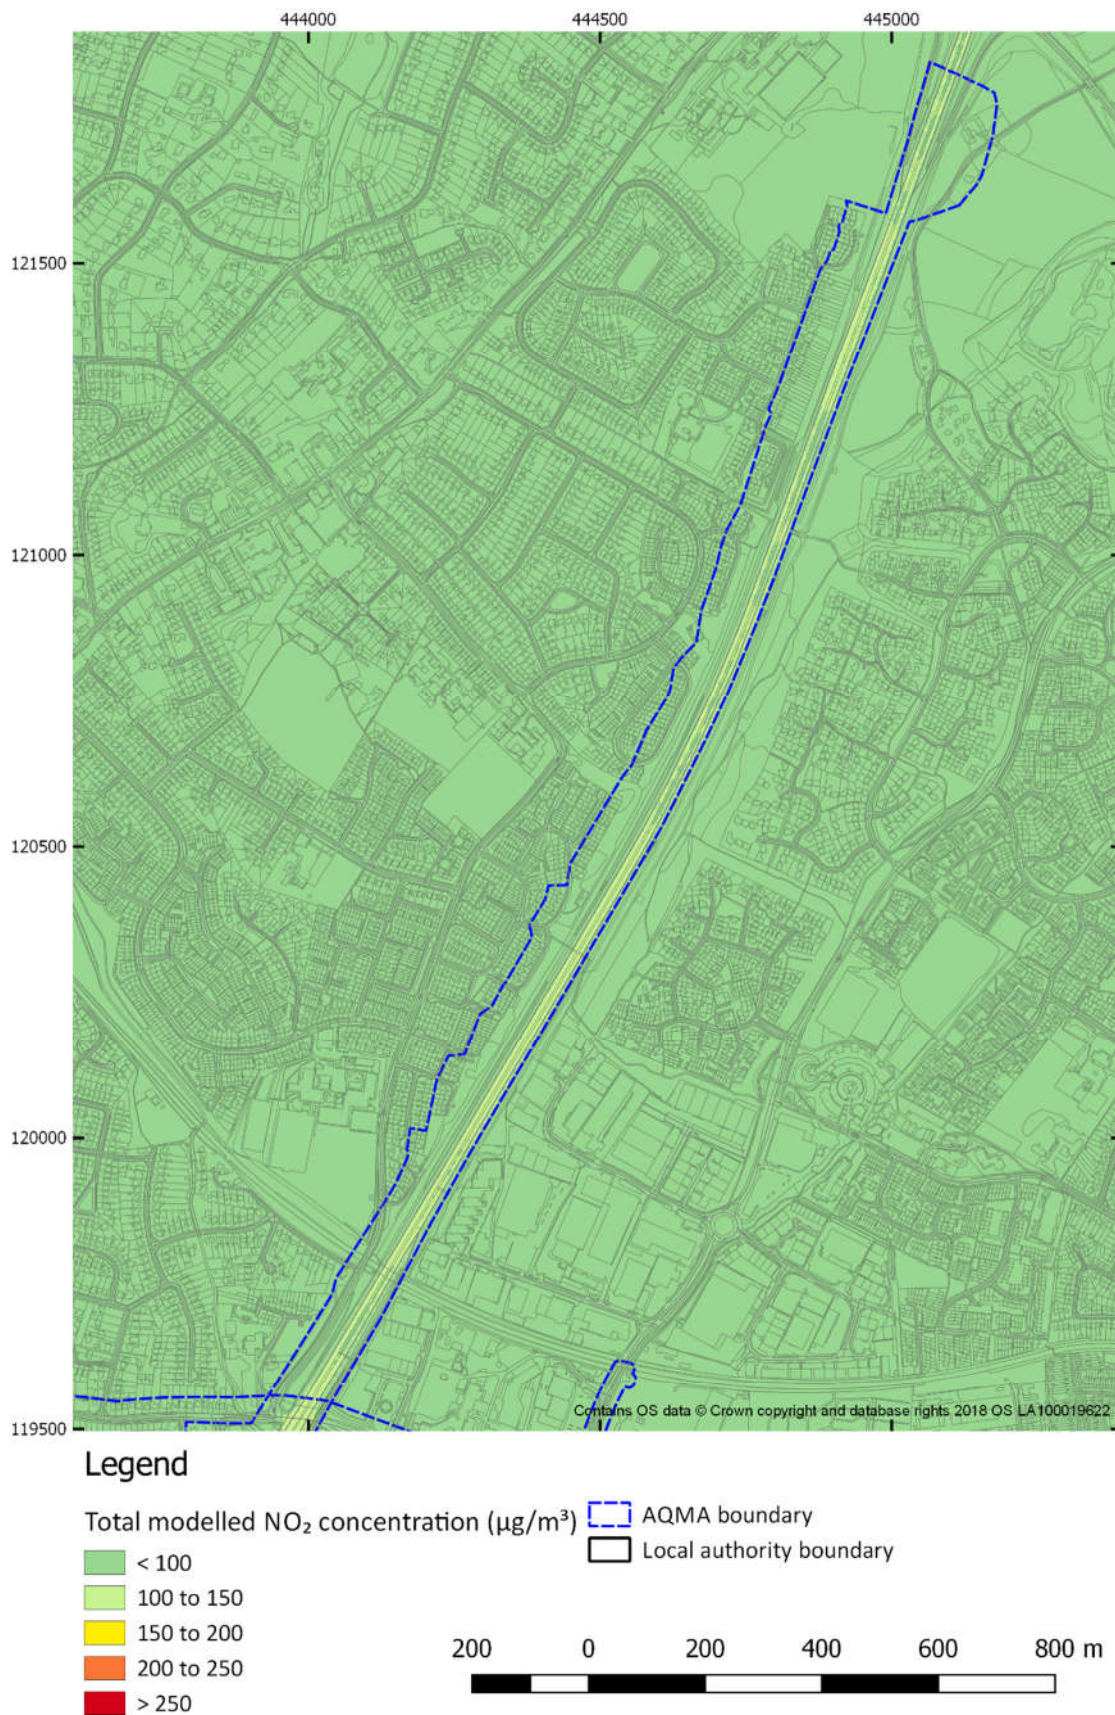 444000 444500 445000
121500
121000
120500
120000
119500
Contains OS data © Crown copyright and database rights 2018 OS LA100019622
Legend
Total modelled NO₂ concentration (μg/m³)
< 100
100 to 150
150 to 200
200 to 250
> 250
AQMA boundary
Local authority boundary
200 0 200 400 600 800 m